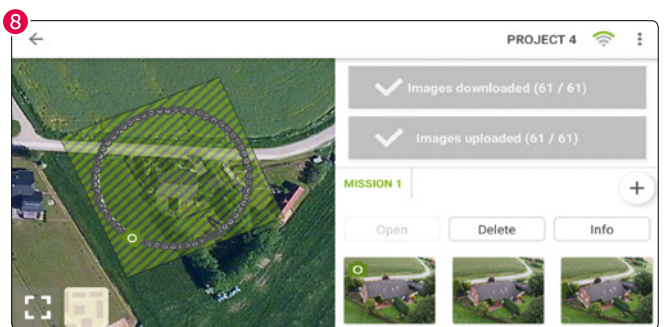 8
PROJECT 4
Images downloaded (61 / 61)
Images uploaded (61 / 61)
MISSION 1
+
Open
Delete
Info